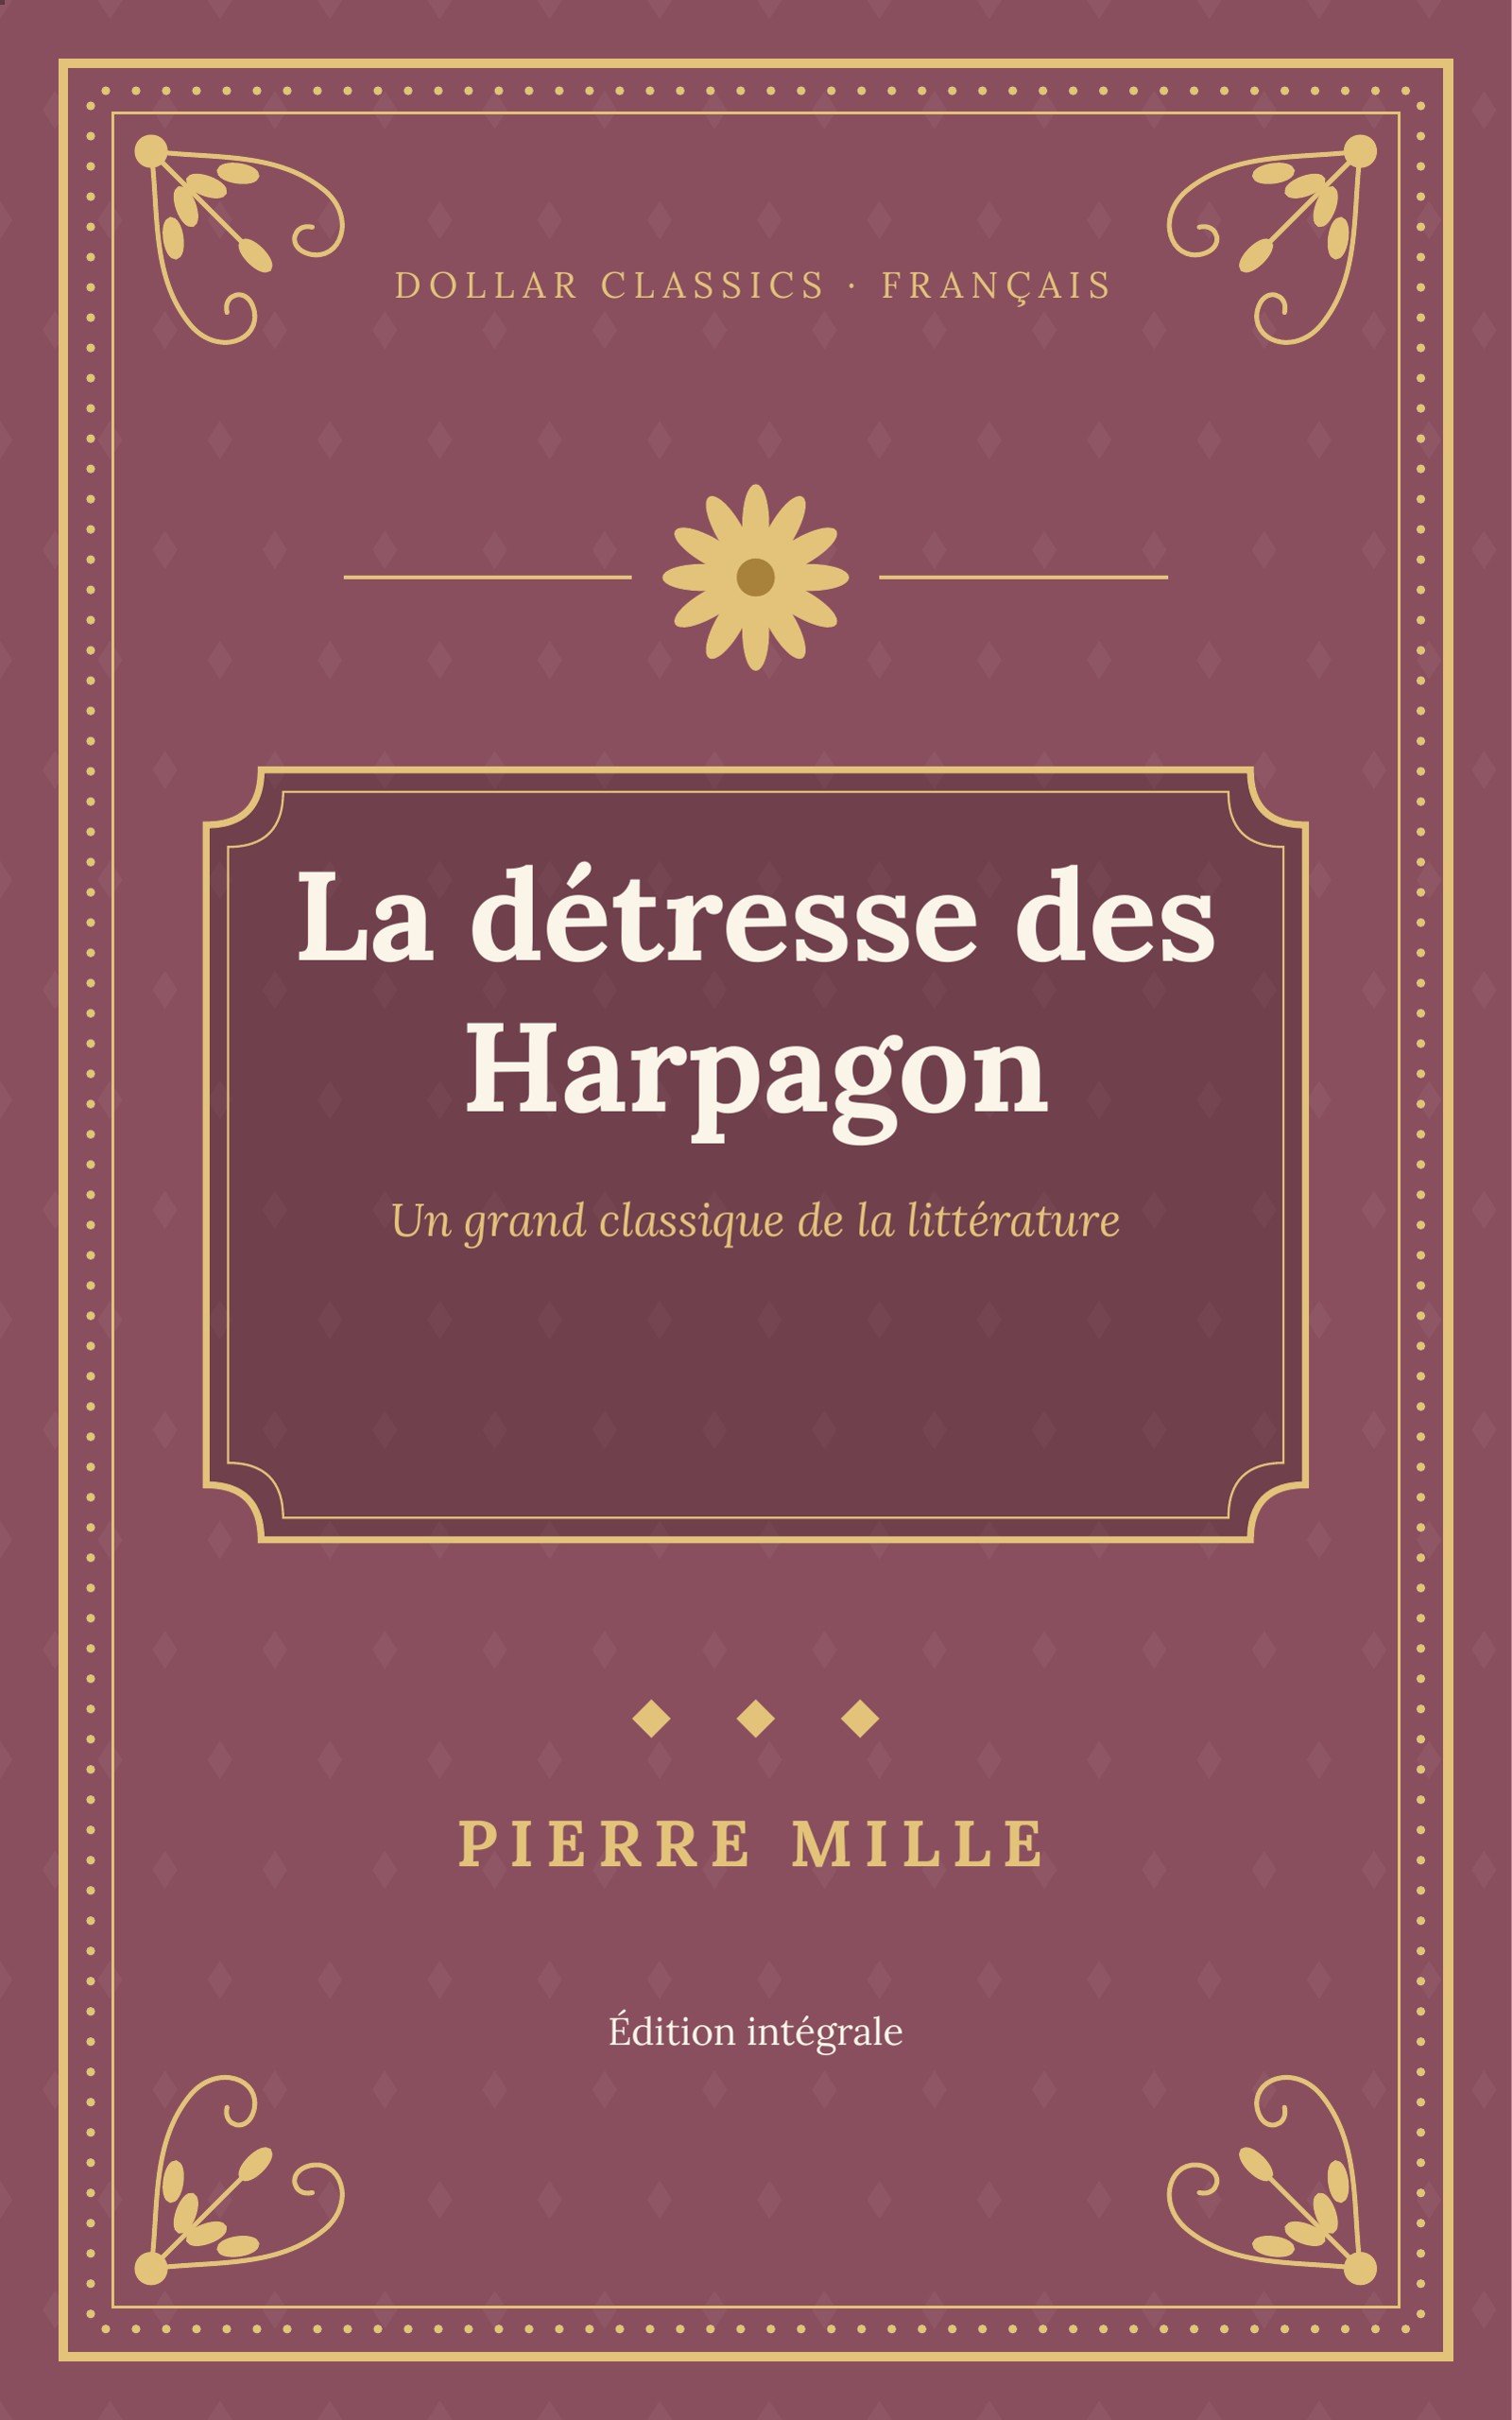 DOLLAR CLASSICS · FRANÇAIS
La détresse des
Harpagon
Un grand classique de la littérature
PIERRE MILLE
Édition intégrale